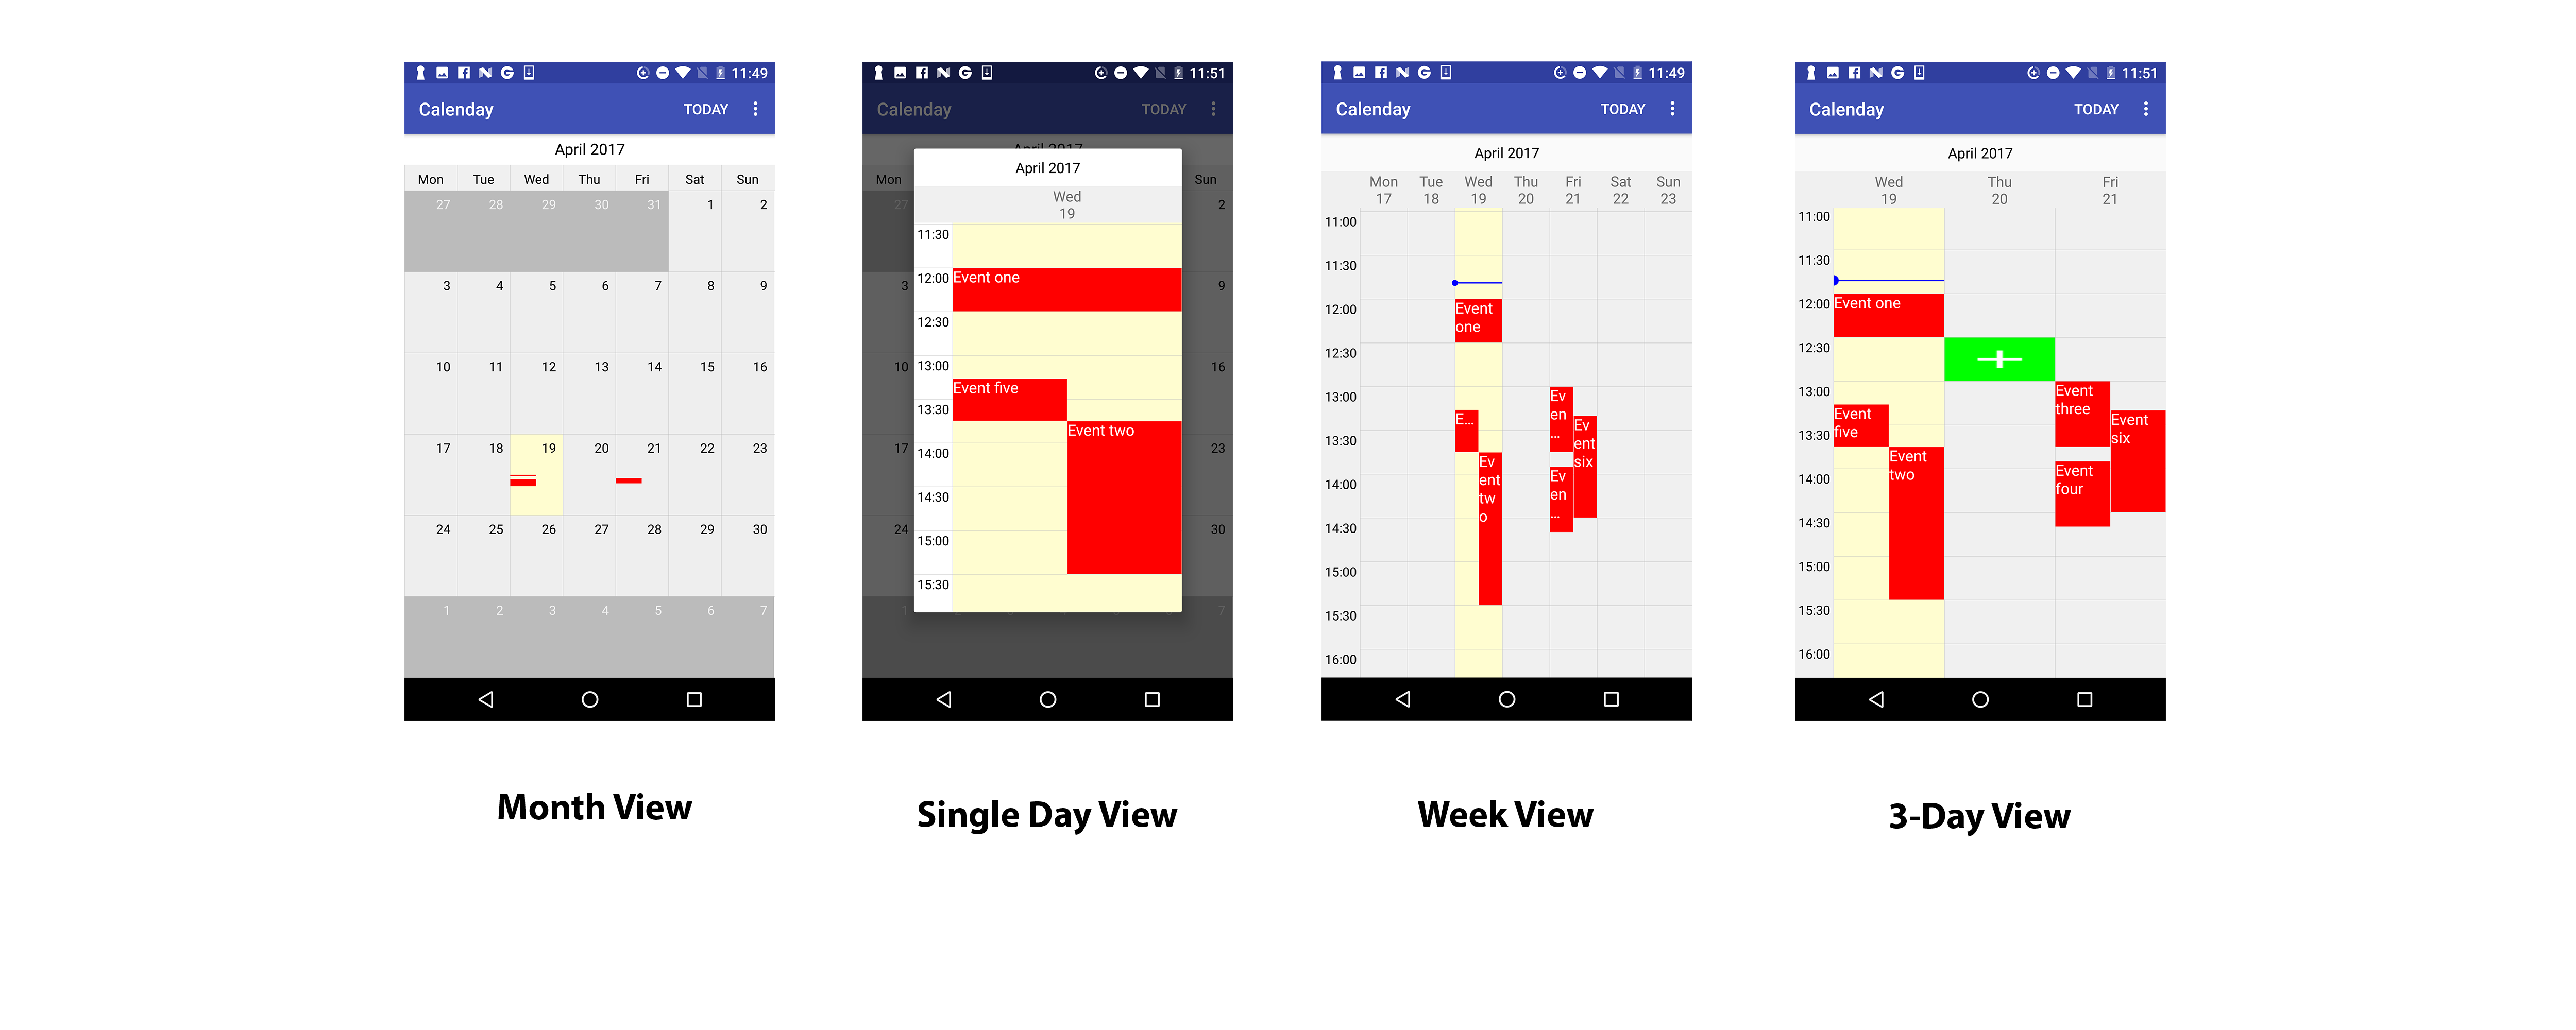 11:49
Calenday TODAY
April 2017
Mon Tue Wed Thu Fri Sat Sun
27 28 29 30 31 1 2
3 4 5 6 7 8 9
10 11 12 13 14 15 16
17 18 19 20 21 22 23
24 25 26 27 28 29 30
1 2 3 4 5 6 7
Month View
11:51
Calenday TODAY
April 2017
Mon Sun
27 2
3 9
10 16
17 23
24 30
1 7
April 2017
Wed
19
11:30
12:00 Event one
12:30
13:00
Event five
13:30
Event two
14:00
14:30
15:00
15:30
Single Day View
11:49
Calenday TODAY
April 2017
Mon Tue Wed Thu Fri Sat Sun
17 18 19 20 21 22 23
11:00
11:30
12:00
Event
one
12:30
13:00
Ev
en
...
E...
Ev
ent
six
13:30
Ev
ent
tw
o
Ev
en
...
14:00
14:30
15:00
15:30
16:00
Week View
11:51
Calenday TODAY
April 2017
Wed Thu Fri
19 20 21
11:00
11:30
12:00 Event one
12:30
13:00
Event
three
Event
five
Event
six
13:30
Event
two
Event
four
14:00
14:30
15:00
15:30
16:00
3-Day View